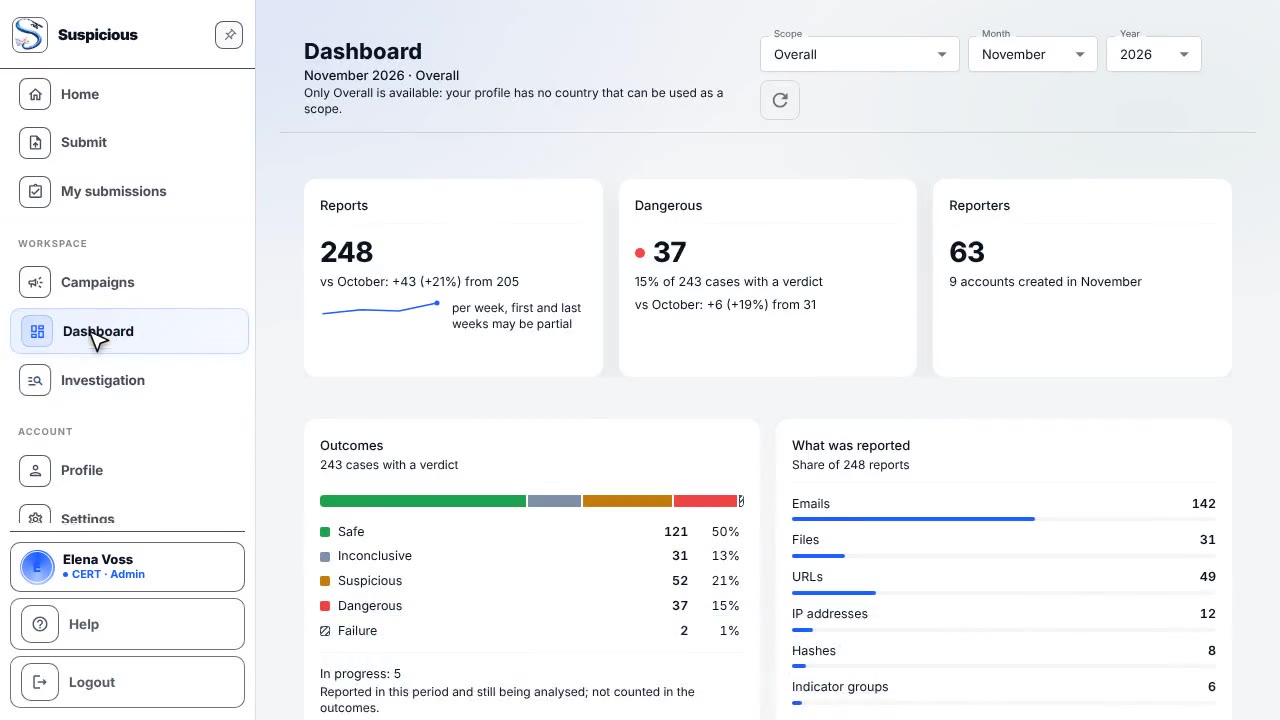 Suspicious
Home
Submit
My submissions
WORKSPACE
Campaigns
Dashboard
Investigation
ACCOUNT
Profile
Settings
E
Elena Voss
CERT · Admin
Help
Logout
Dashboard
November 2026 · Overall
Only Overall is available: your profile has no country that can be used as a
scope.
Scope
Overall
Month
November
Year
2026
Reports
248
vs October: +43 (+21%) from 205
per week, first and last
weeks may be partial
Dangerous
37
15% of 243 cases with a verdict
vs October: +6 (+19%) from 31
Reporters
63
9 accounts created in November
Outcomes
243 cases with a verdict
Safe 121 50%
Inconclusive 31 13%
Suspicious 52 21%
Dangerous 37 15%
Failure 2 1%
In progress: 5
Reported in this period and still being analysed; not counted in the
outcomes.
What was reported
Share of 248 reports
Emails 142
Files 31
URLs 49
IP addresses 12
Hashes 8
Indicator groups 6